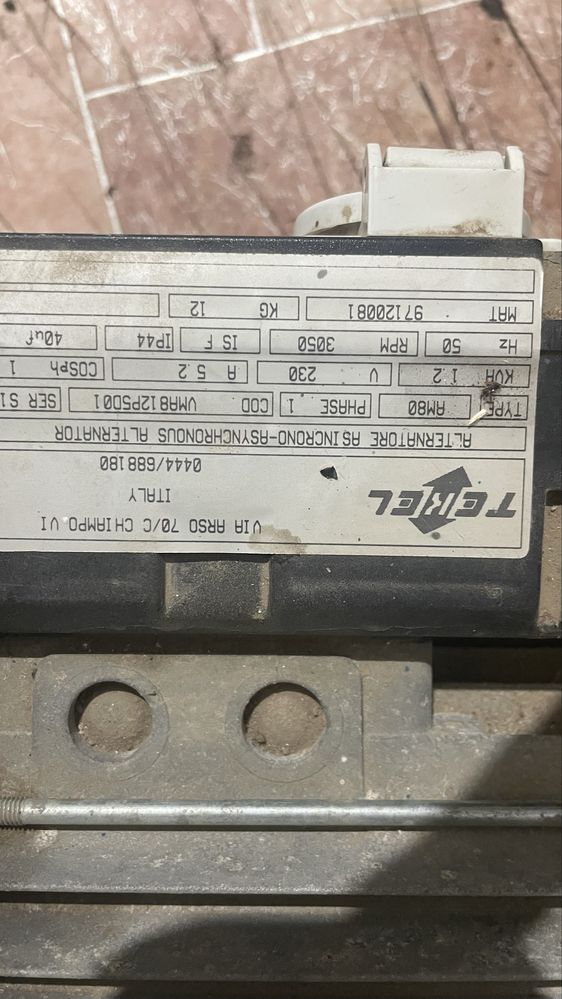 TEREL
VIA ARSO 70/C CHIAMPO VI
ITALY
0444/688180
ALTERNATORE ASINCRONO-ASYNCHRONOUS ALTERNATOR
TYPE AM80 PHASE 1 COD VMA812P5D01 SER S1
KVA 1.2 V 230 A 5.2 COSph 1
Hz 50 RPM 3050 IS F IP44 40uf
MAT 97120081 KG 12